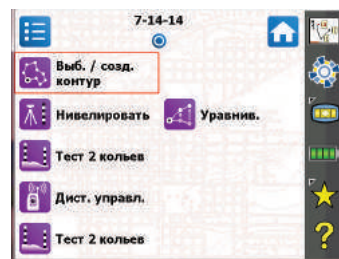 7-14-14
Выб. / созд.
контур
Нивелировать
Уравнив.
Тест 2 кольев
Дист. управл.
Тест 2 кольев
?